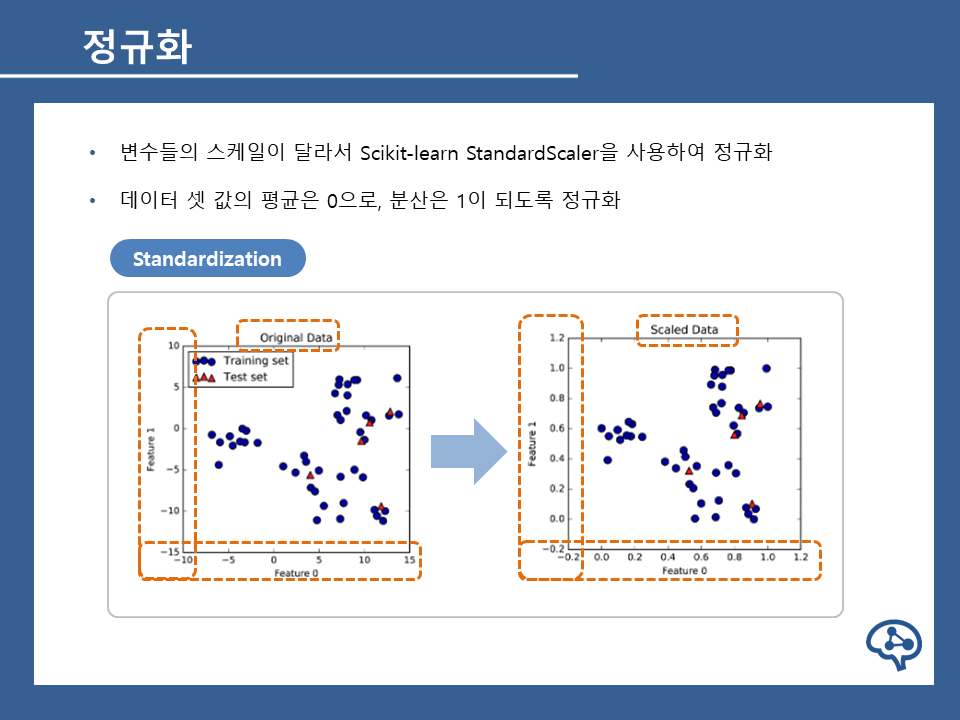 정규화
• 변수들의 스케일이 달라서 Scikit-learn StandardScaler을 사용하여 정규화
• 데이터 셋 값의 평균은 0으로, 분산은 1이 되도록 정규화
Standardization
Original Data
Training set
Test set
10
5
0
−5
−10
−15
Feature 1
−10 −5 0 5 10 15
Feature 0
Scaled Data
1.2
1.0
0.8
0.6
0.4
0.2
0.0
−0.2
Feature 1
−0.2 0.0 0.2 0.4 0.6 0.8 1.0 1.2
Feature 0